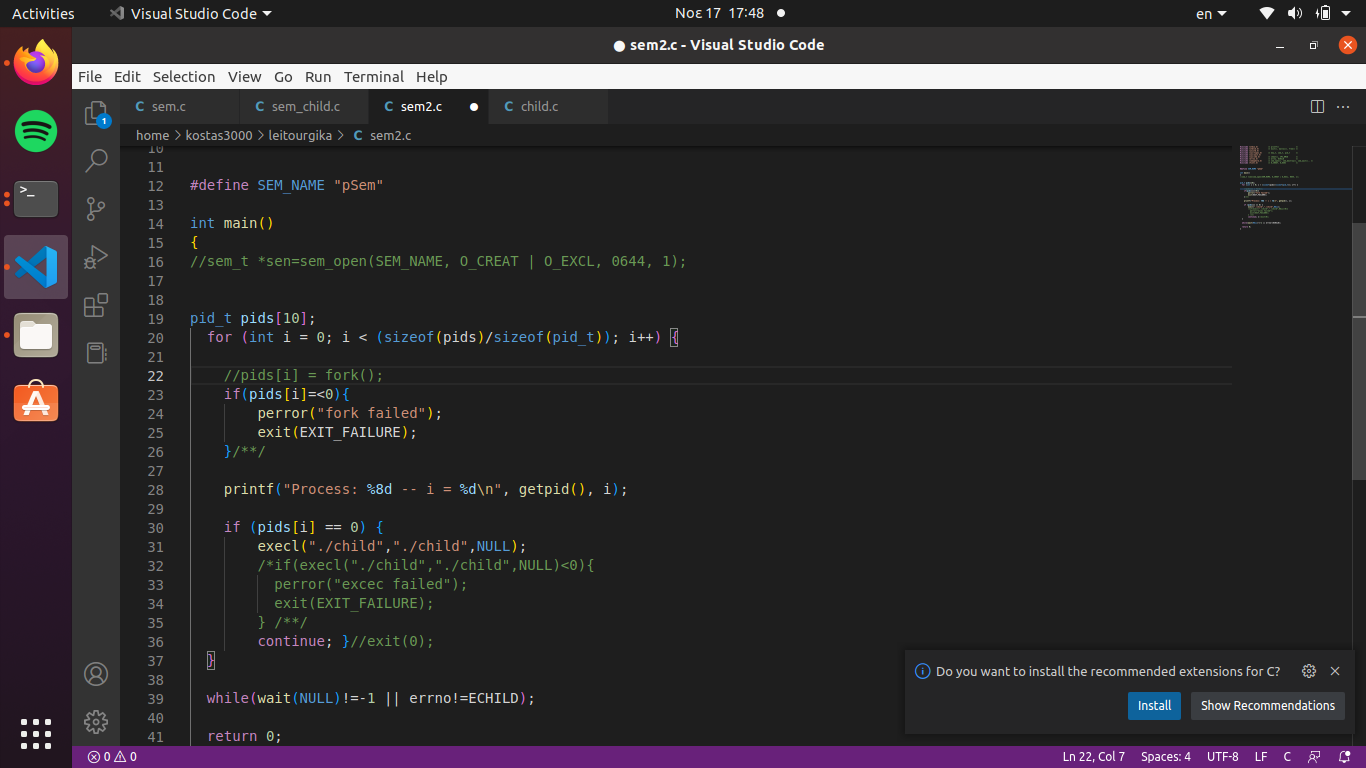 Activities Visual Studio Code Νοε 17 17:48 en
sem2.c - Visual Studio Code
File Edit Selection View Go Run Terminal Help
C sem.c C sem_child.c C sem2.c C child.c
home > kostas3000 > leitourgika > C sem2.c
10
11
12 #define SEM_NAME "pSem"
13
14 int main()
15 {
16 //sem_t *sen=sem_open(SEM_NAME, O_CREAT | O_EXCL, 0644, 1);
17
18
19 pid_t pids[10];
20 for (int i = 0; i < (sizeof(pids)/sizeof(pid_t)); i++) {
21
22 //pids[i] = fork();
23 if(pids[i]=<0){
24 perror("fork failed");
25 exit(EXIT_FAILURE);
26 }/**/
27
28 printf("Process: %8d -- i = %d\n", getpid(), i);
29
30 if (pids[i] == 0) {
31 execl("./child","./child",NULL);
32 /*if(execl("./child","./child",NULL)<0){
33 perror("excec failed");
34 exit(EXIT_FAILURE);
35 } /**/
36 continue; }//exit(0);
37 }
38
39 while(wait(NULL)!=-1 || errno!=ECHILD);
40
41 return 0;
1
>_
Do you want to install the recommended extensions for C?
Install Show Recommendations
0 0 Ln 22, Col 7 Spaces: 4 UTF-8 LF C